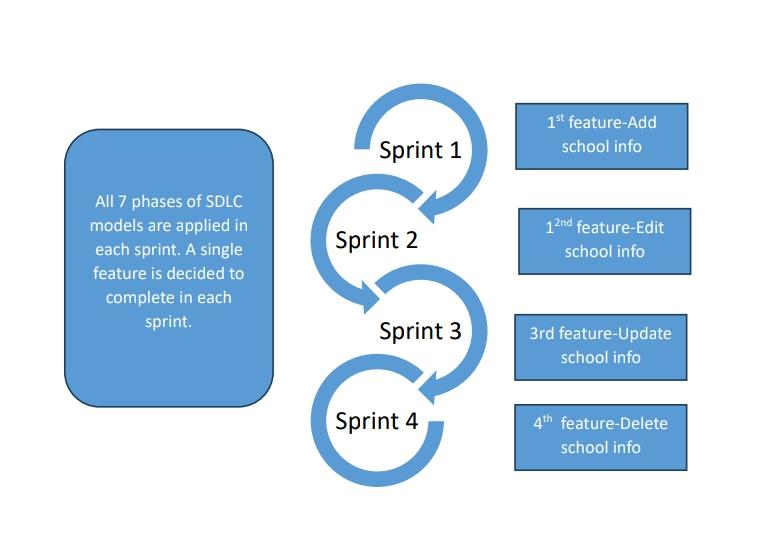 All 7 phases of SDLC
models are applied in
each sprint. A single
feature is decided to
complete in each
sprint.
Sprint 1
Sprint 2
Sprint 3
Sprint 4
1st feature-Add
school info
12nd feature-Edit
school info
3rd feature-Update
school info
4th  feature-Delete
school info